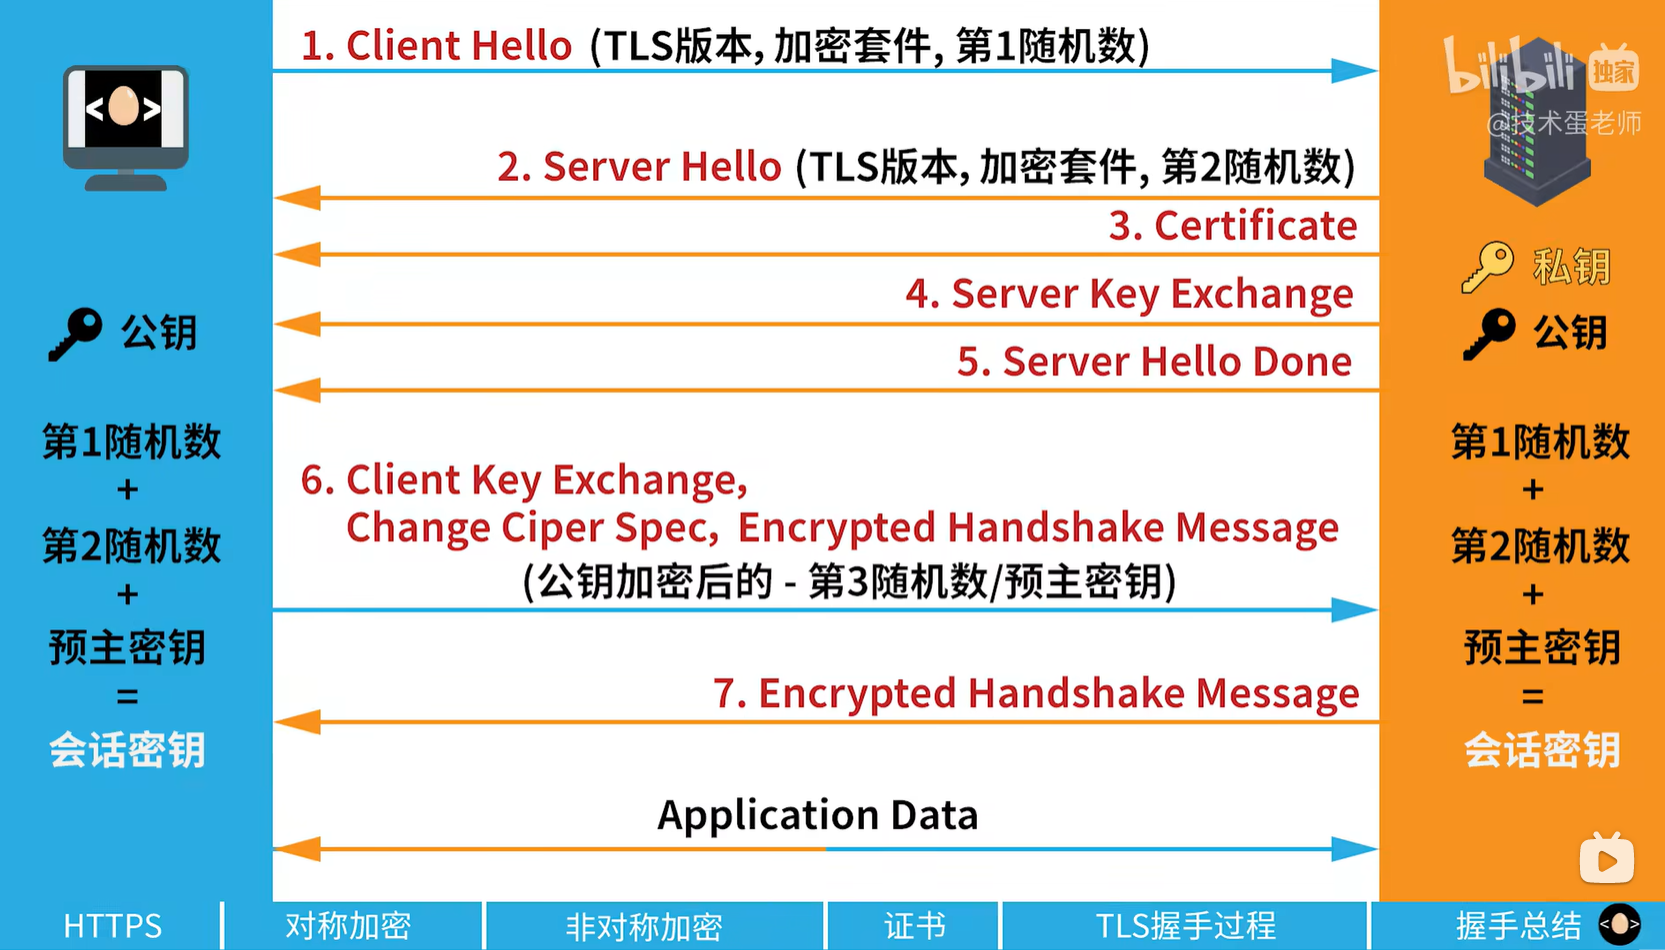 1. Client Hello (TLS版本, 加密套件, 第1随机数)
bilibili 独家
@技术蛋老师
< >
2. Server Hello (TLS版本, 加密套件, 第2随机数)
3. Certificate
私钥
4. Server Key Exchange
公钥
公钥
5. Server Hello Done
第1随机数
+
第2随机数
+
预主密钥
=
会话密钥
6. Client Key Exchange,
Change Ciper Spec, Encrypted Handshake Message
(公钥加密后的 - 第3随机数/预主密钥)
7. Encrypted Handshake Message
Application Data
第1随机数
+
第2随机数
+
预主密钥
=
会话密钥
HTTPS
对称加密
非对称加密
证书
TLS握手过程
握手总结
< >